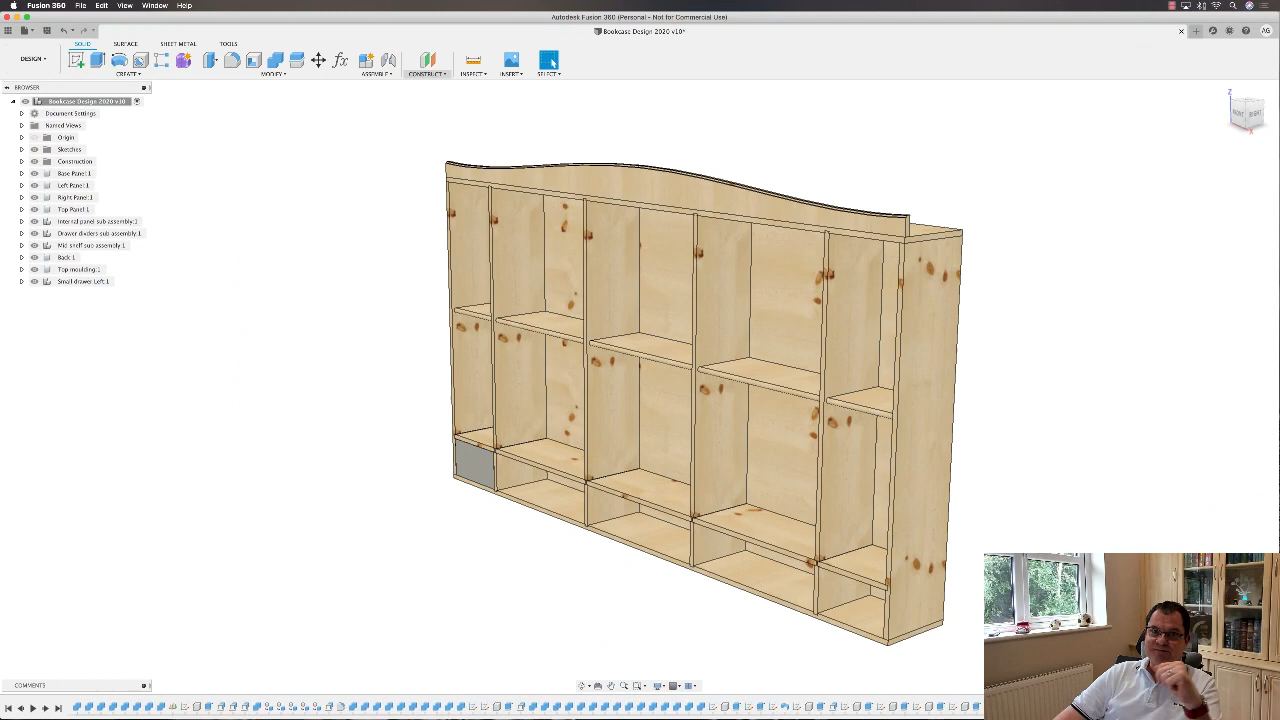 Fusion 360 File Edit View Window Help
Autodesk Fusion 360 (Personal - Not for Commercial Use)
Bookcase Design 2020 v10*
AG
SOLID SURFACE SHEET METAL TOOLS
DESIGN
CREATE MODIFY ASSEMBLE CONSTRUCT INSPECT INSERT SELECT
BROWSER
Bookcase Design 2020 v10
Document Settings
Named Views
Origin
Sketches
Construction
Base Panel:1
Left Panel:1
Right Panel:1
Top Panel:1
Internal panel sub assembly:1
Drawer dividers sub assembly:1
Mid shelf sub assembly:1
Back:1
Top moulding:1
Small drawer Left:1
Z
FRONT RIGHT
X
COMMENTS